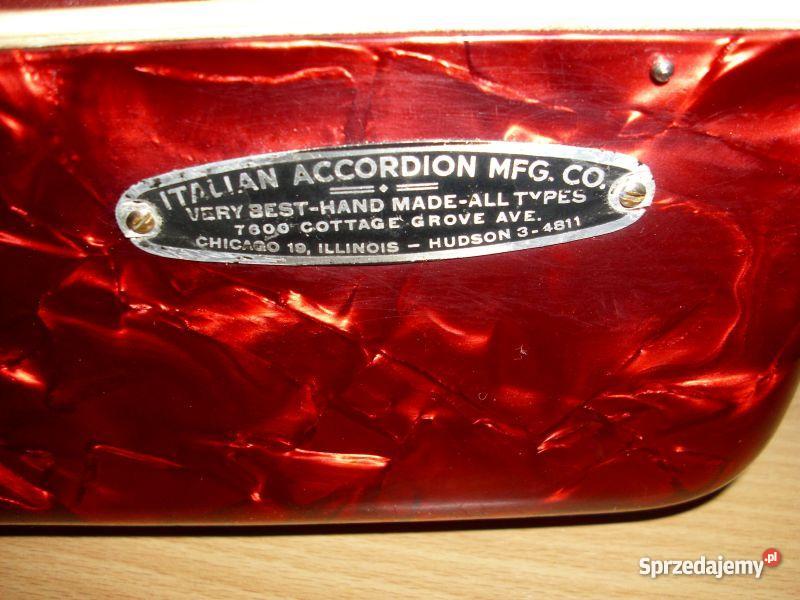 ITALIAN ACCORDION MFG. CO.
VERY BEST-HAND MADE-ALL TYPES
7600 COTTAGE GROVE AVE.
CHICAGO 19, ILLINOIS - HUDSON 3-4811
Sprzedajemy.pl